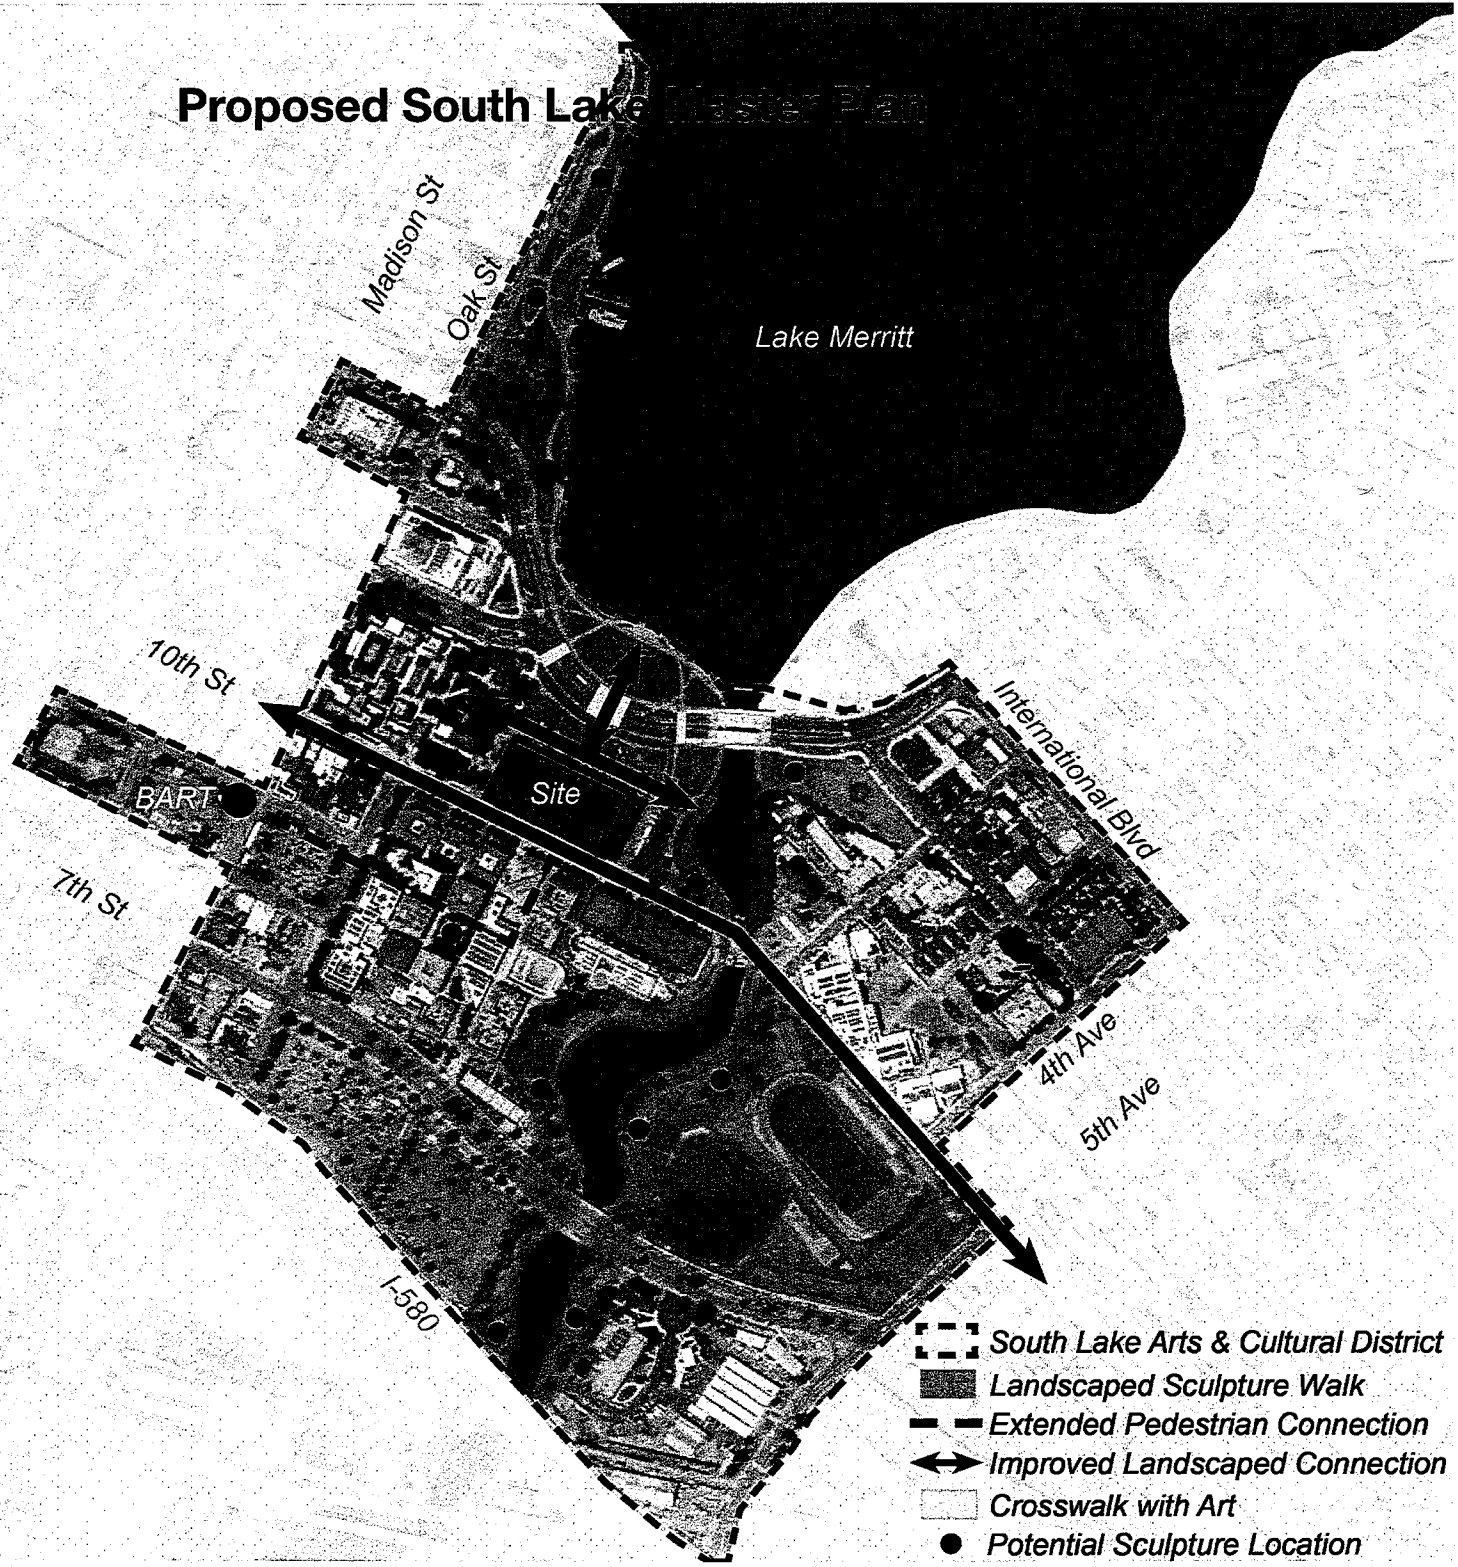 Proposed South Lake Master Plan
Madison St
Oak St
Lake Merritt
10th St
International Blvd
Site
BART
7th St
4th Ave
5th Ave
I-580
South Lake Arts & Cultural District
Landscaped Sculpture Walk
Extended Pedestrian Connection
Improved Landscaped Connection
Crosswalk with Art
Potential Sculpture Location